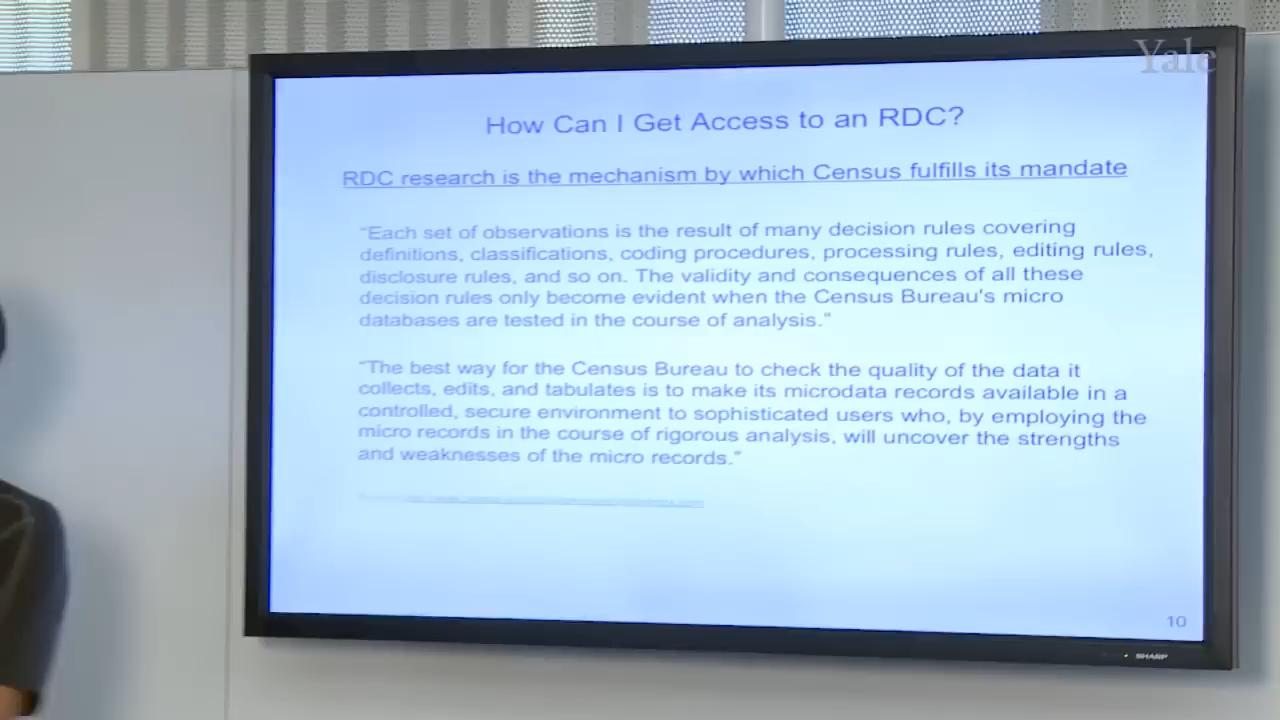 Yale
How Can I Get Access to an RDC?
RDC research is the mechanism by which Census fulfills its mandate
“Each set of observations is the result of many decision rules covering
definitions, classifications, coding procedures, processing rules, editing rules,
disclosure rules, and so on. The validity and consequences of all these
decision rules only become evident when the Census Bureau's micro
databases are tested in the course of analysis.”
“The best way for the Census Bureau to check the quality of the data it
collects, edits, and tabulates is to make its microdata records available in a
controlled, secure environment to sophisticated users who, by employing the
micro records in the course of rigorous analysis, will uncover the strengths
and weaknesses of the micro records.”
10
SHARP